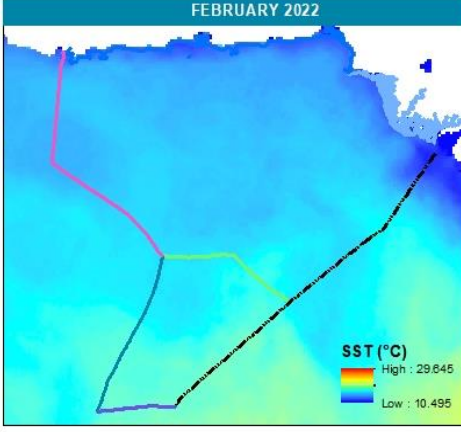 FEBRUARY 2022
SST (°C)
High : 29.645
Low : 10.495